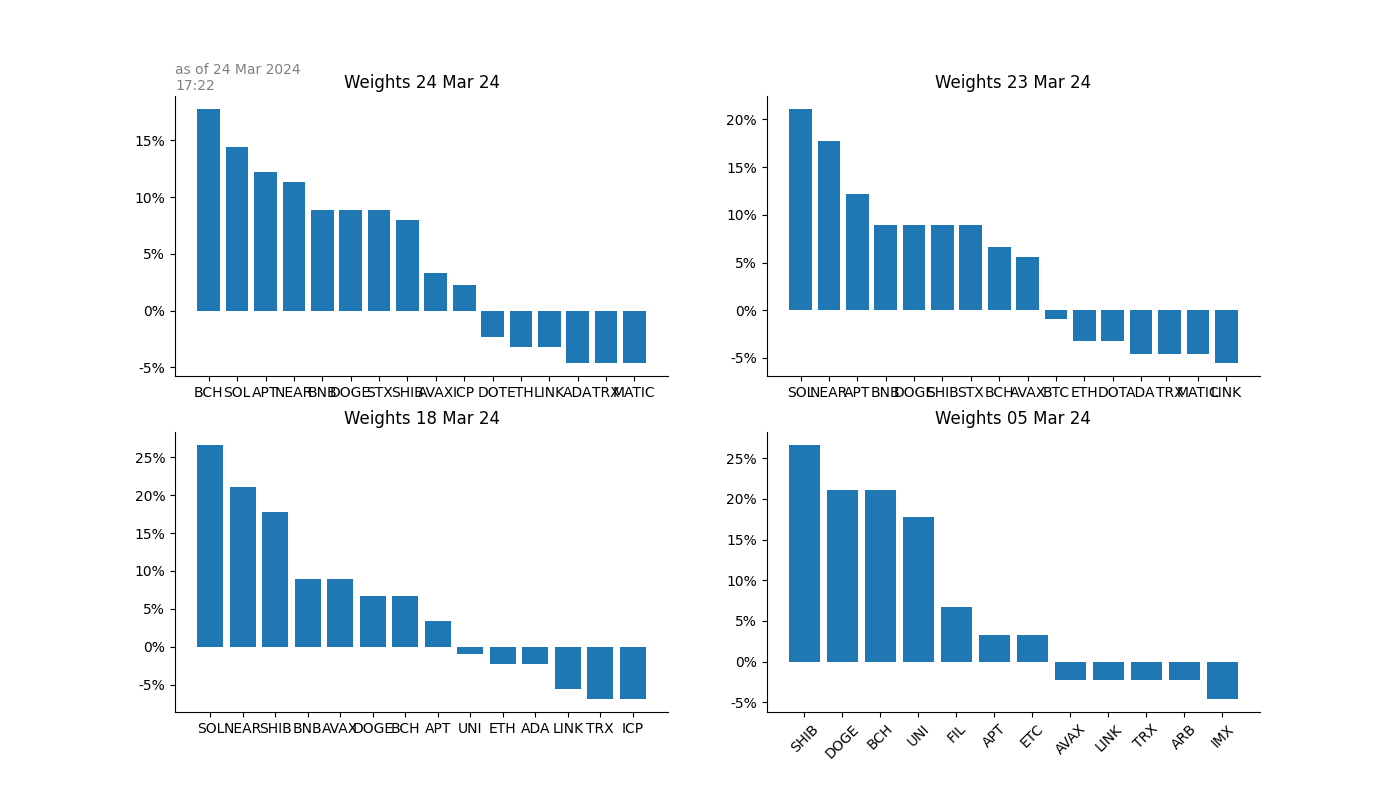 as of 24 Mar 2024
17:22
Weights 24 Mar 24
15%
10%
5%
0%
-5%
BCH SOL APT NEAR BNB DOGE STX SHIB AVAX ICP DOT ETH LINK ADA TRX MATIC
Weights 23 Mar 24
20%
15%
10%
5%
0%
-5%
SOL NEAR APT BNB DOGE SHIB STX BCH AVAX BTC ETH DOT ADA TRX MATIC LINK
Weights 18 Mar 24
25%
20%
15%
10%
5%
0%
-5%
SOL NEAR SHIB BNB AVAX DOGE BCH APT UNI ETH ADA LINK TRX ICP
Weights 05 Mar 24
25%
20%
15%
10%
5%
0%
-5%
SHIB DOGE BCH UNI FIL APT ETC AVAX LINK TRX ARB IMX